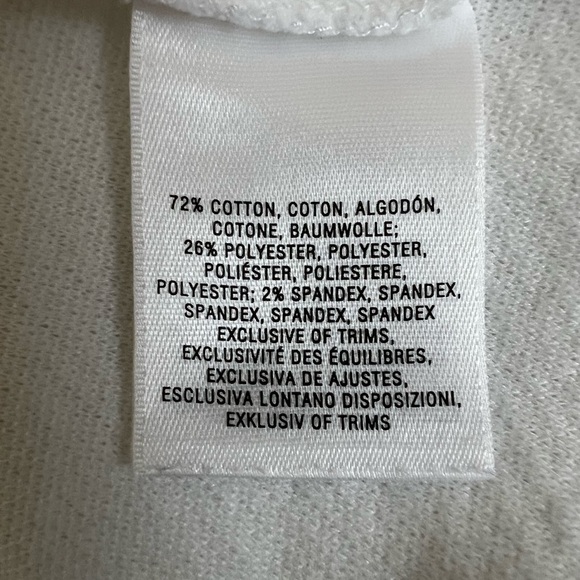 72% COTTON, COTON, ALGODÓN,
COTONE, BAUMWOLLE;
26% POLYESTER, POLYESTER,
POLIÉSTER, POLIESTERE,
POLYESTER; 2% SPANDEX, SPANDEX,
SPANDEX, SPANDEX, SPANDEX
EXCLUSIVE OF TRIMS,
EXCLUSIVITÉ DES ÉQUILIBRES,
EXCLUSIVA DE AJUSTES,
ESCLUSIVA LONTANO DISPOSIZIONI,
EXKLUSIV OF TRIMS